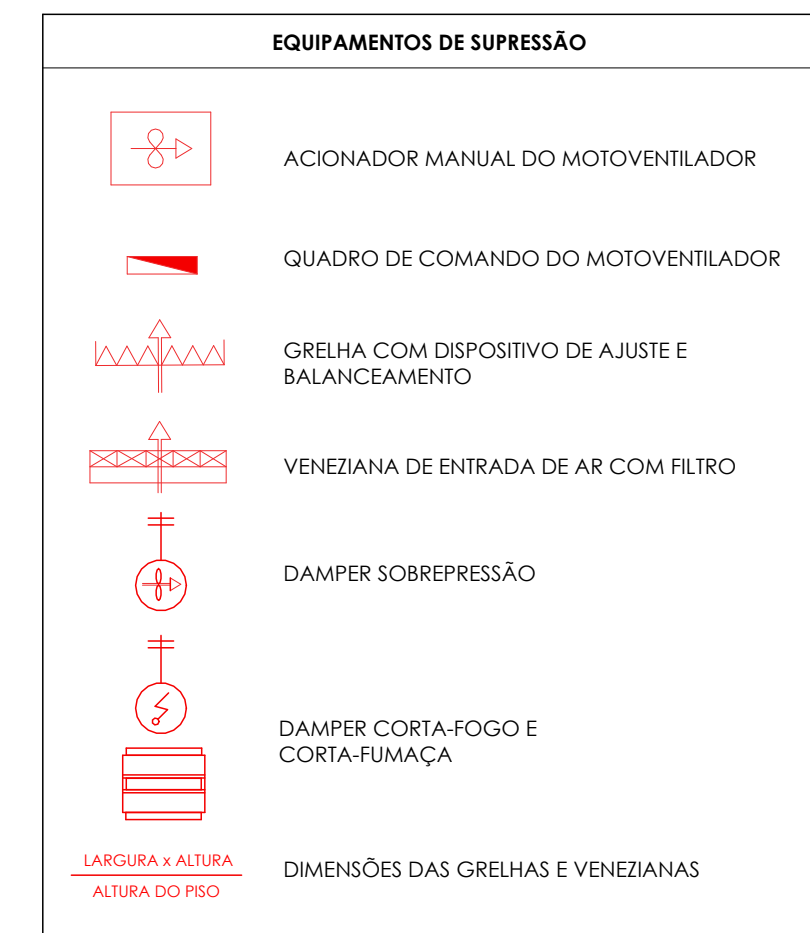 EQUIPAMENTOS DE SUPRESSÃO
ACIONADOR MANUAL DO MOTOVENTILADOR
QUADRO DE COMANDO DO MOTOVENTILADOR
GRELHA COM DISPOSITIVO DE AJUSTE E
BALANCEAMENTO
VENEZIANA DE ENTRADA DE AR COM FILTRO
DAMPER SOBREPRESSÃO
DAMPER CORTA-FOGO E
CORTA-FUMAÇA
LARGURA x ALTURA
ALTURA DO PISO
DIMENSÕES DAS GRELHAS E VENEZIANAS